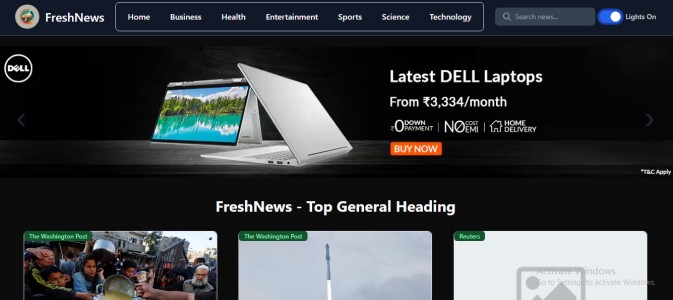 FreshNews
Home Business Health Entertainment Sports Science Technology
Search news...
Lights On
DELL
Latest DELL Laptops
From ₹3,334/month
₹0 DOWN PAYMENT | NO COST EMI | HOME DELIVERY
BUY NOW
*T&C Apply
FreshNews - Top General Heading
The Washington Post
The Washington Post
Reuters
Activate Windows
Go to Settings to activate Windows.